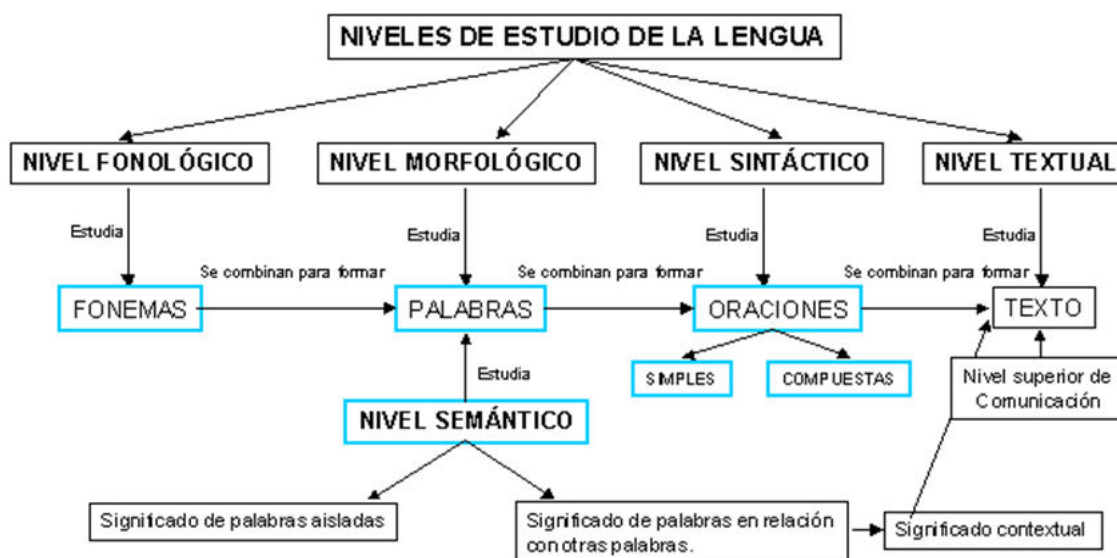 NIVELES DE ESTUDIO DE LA LENGUA
NIVEL FONOLÓGICO
NIVEL MORFOLÓGICO
NIVEL SINTÁCTICO
NIVEL TEXTUAL
Estudia
Estudia
Estudia
Estudia
Se combinan para formar
Se combinan para formar
Se combinan para formar
FONEMAS
PALABRAS
ORACIONES
TEXTO
Estudia
SIMPLES
COMPUESTAS
Nivel superior de
Comunicación
NIVEL SEMÁNTICO
Significado de palabras aisladas
Significado de palabras en relación
con otras palabras.
Significado contextual